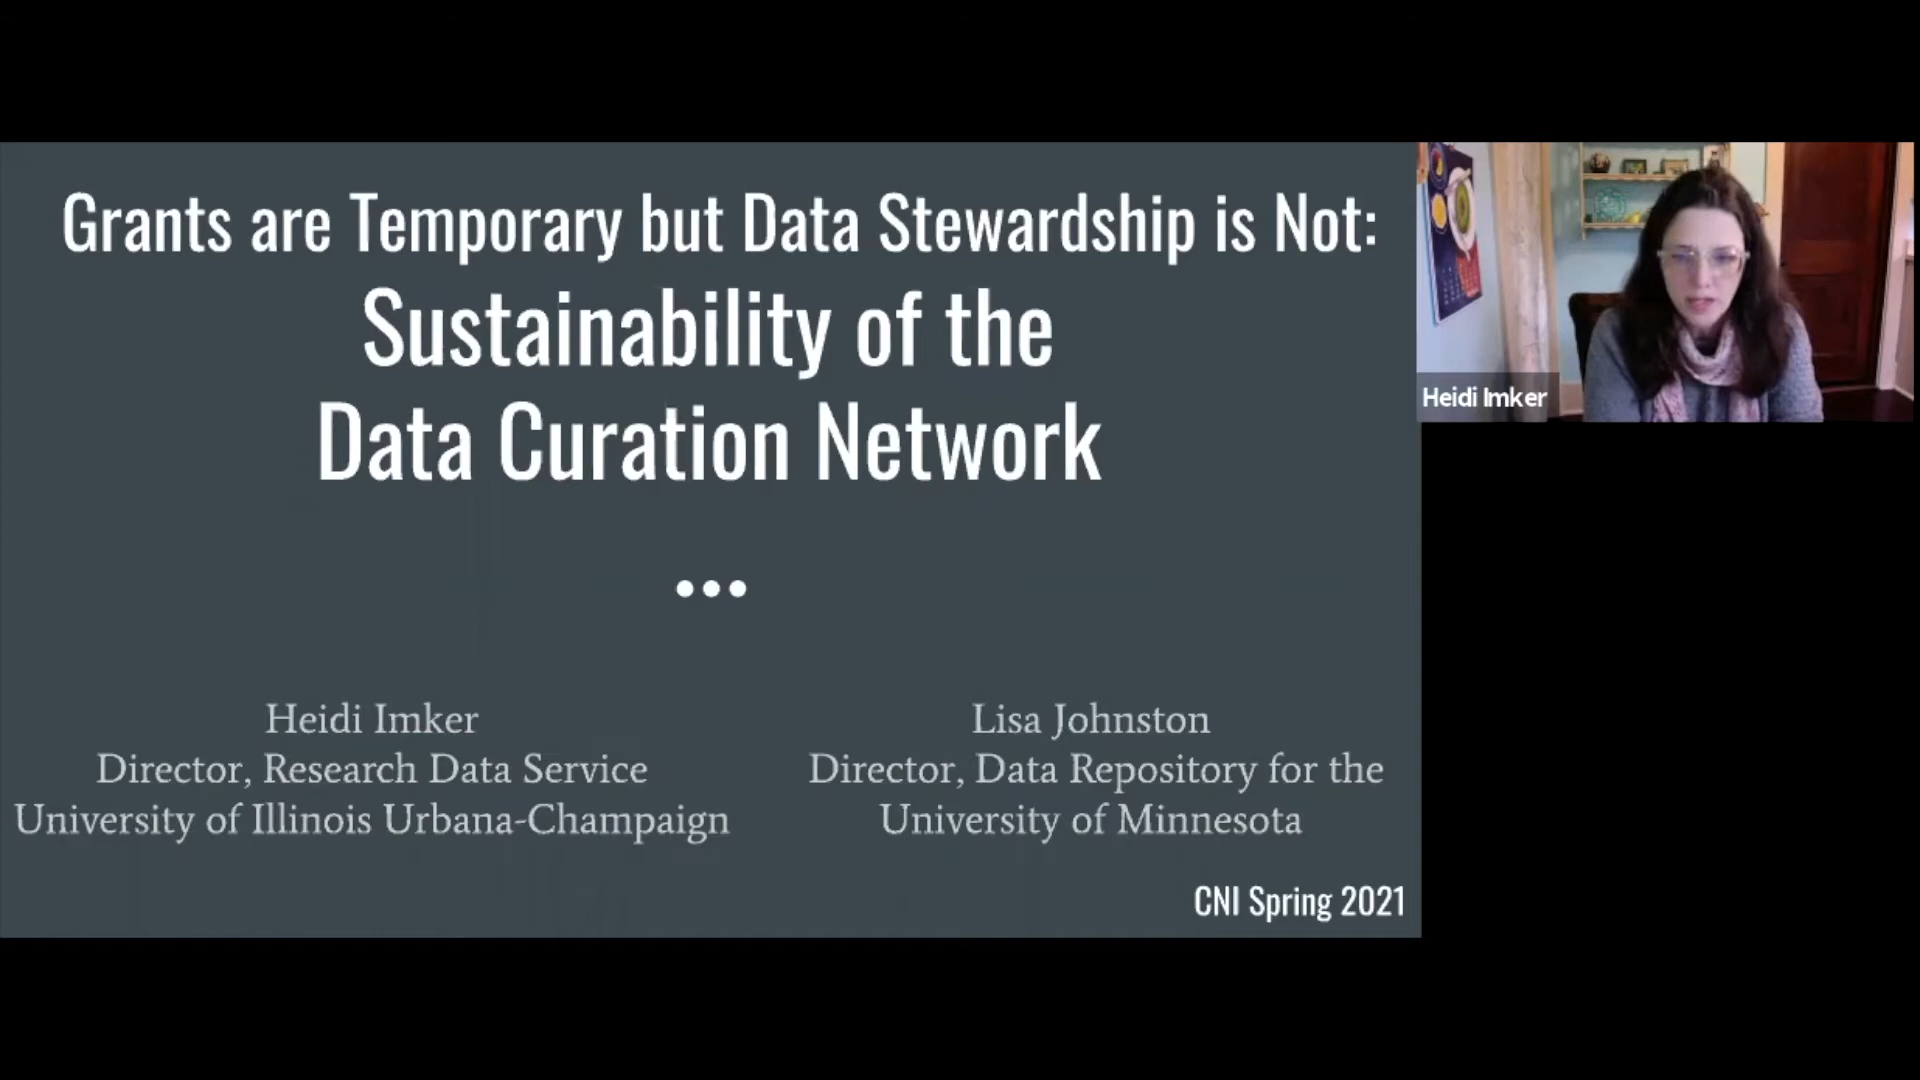 Grants are Temporary but Data Stewardship is Not:
Sustainability of the
Data Curation Network
Heidi Imker
Director, Research Data Service
University of Illinois Urbana-Champaign
Lisa Johnston
Director, Data Repository for the
University of Minnesota
CNI Spring 2021
Heidi Imker